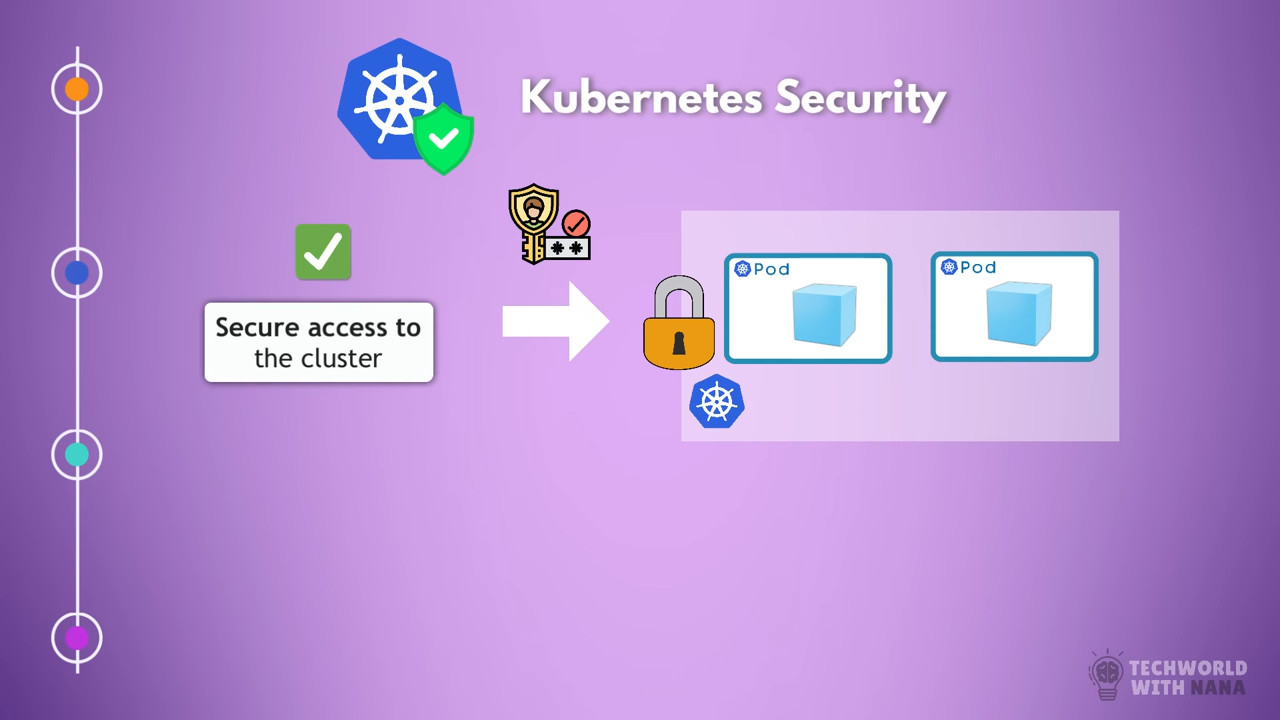 Kubernetes Security
Secure access to
the cluster
Pod
Pod
TECHWORLD
WITH NANA